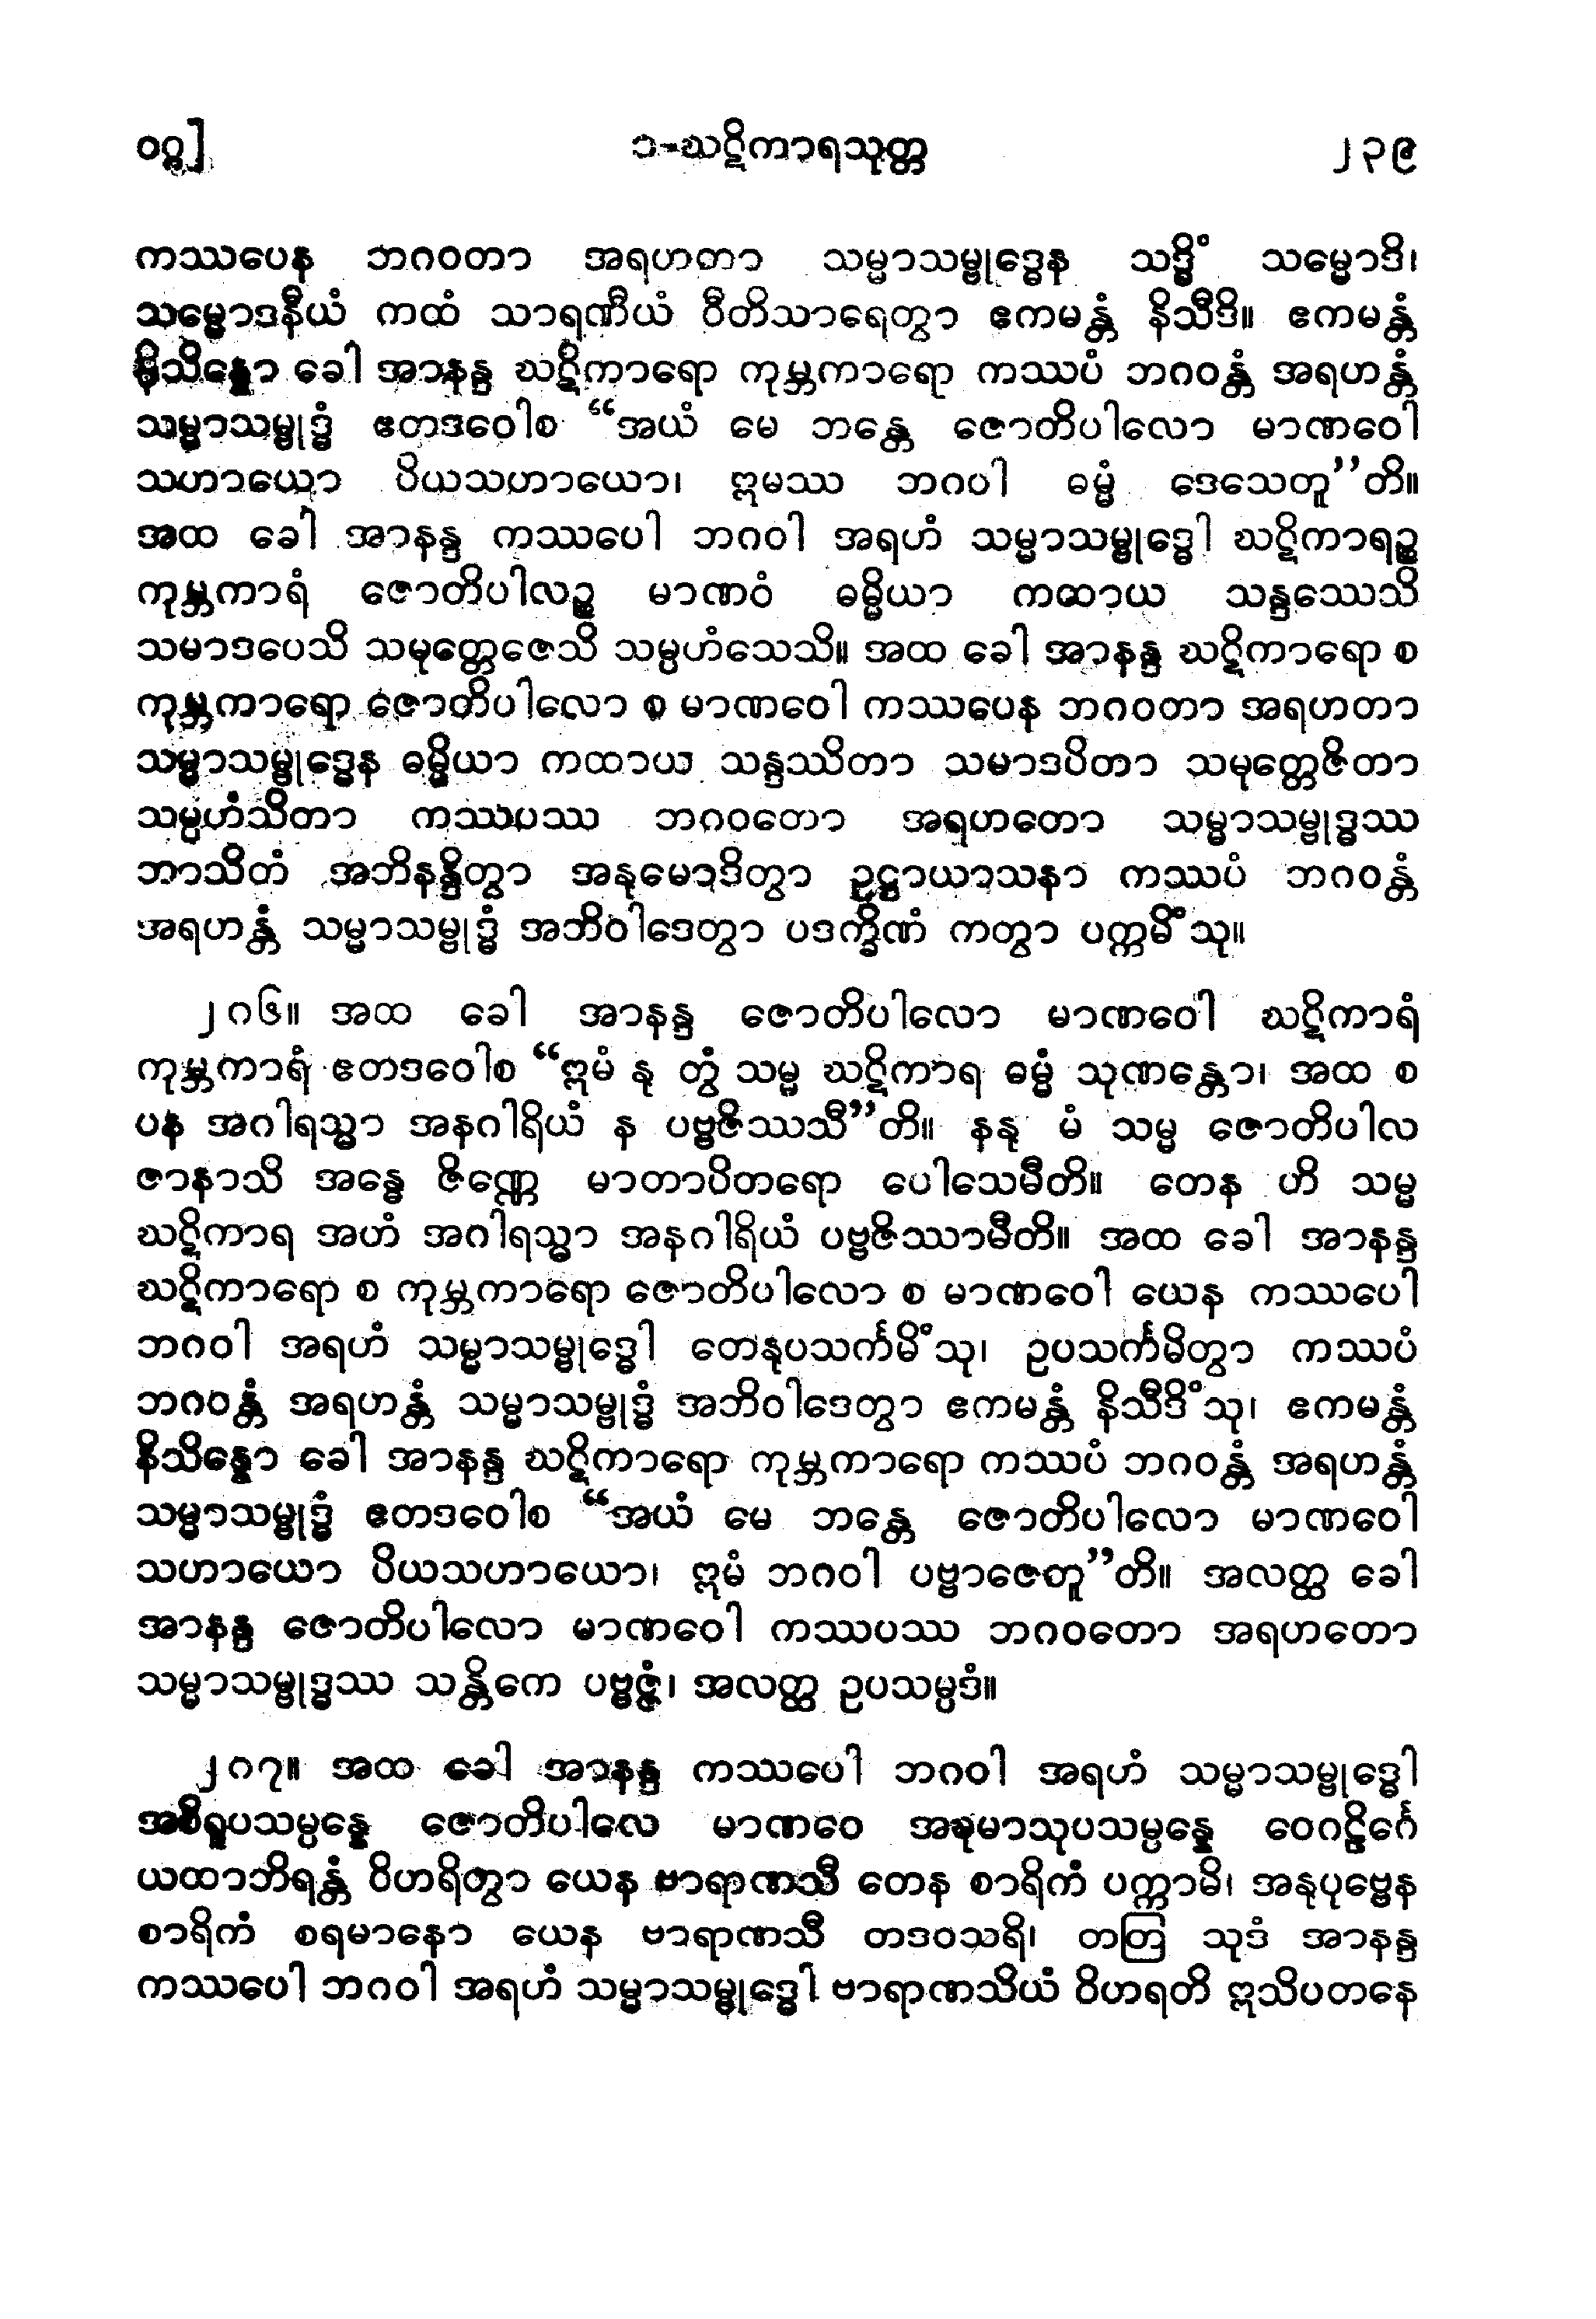 ဝဂ္ဂ]
၁-ဃဋိကာရသုတ္တ
၂၃၉
ကဿပေန ဘဂဝတာ အရဟတာ သမ္မာသမ္ဗုဒ္ဓေန သဒ္ဓိံ သမ္မောဒိ၊
သမ္မောဒနီယံ ကထံ သာရဏီယံ ဝီတိသာရေတွာ ဧကမန္တံ နိသီဒိ။ ဧကမန္တံ
နိသိန္နော ခေါ အာနန္ဒ ဃဋိကာရော ကုမ္ဘကာရော ကဿပံ ဘဂဝန္တံ အရဟန္တံ
သမ္မာသမ္ဗုဒ္ဓံ ဧတဒဝေါစ “အယံ မေ ဘန္တေ ဇောတိပါလော မာဏဝေါ
သဟာယော ပိယသဟာယော၊ ဣမဿ ဘဂဝါ ဓမ္မံ ဒေသေတူ”တိ။
အထ ခေါ အာနန္ဒ ကဿပေါ ဘဂဝါ အရဟံ သမ္မာသမ္ဗုဒ္ဓေါ ဃဋိကာရဉ္စ
ကုမ္ဘကာရံ ဇောတိပါလဉ္စ မာဏဝံ ဓမ္မိယာ ကထာယ သန္ဒဿေသိ
သမာဒပေသိ သမုတ္တေဇေသိ သမ္ပဟံသေသိ။ အထ ခေါ အာနန္ဒ ဃဋိကာရော စ
ကုမ္ဘကာရော ဇောတိပါလော စ မာဏဝေါ ကဿပေန ဘဂဝတာ အရဟတာ
သမ္မာသမ္ဗုဒ္ဓေန ဓမ္မိယာ ကထာယ သန္ဒဿိတာ သမာဒပိတာ သမုတ္တေဇိတာ
သမ္ပဟံသိတာ ကဿပဿ ဘဂဝတော အရဟတော သမ္မာသမ္ဗုဒ္ဓဿ
ဘာသိတံ အဘိနန္ဒိတွာ အနုမောဒိတွာ ဥဋ္ဌာယာသနာ ကဿပံ ဘဂဝန္တံ
အရဟန္တံ သမ္မာသမ္ဗုဒ္ဓံ အဘိဝါဒေတွာ ပဒက္ခိဏံ ကတွာ ပက္ကမိံသု။
၂၈၆။ အထ ခေါ အာနန္ဒ ဇောတိပါလော မာဏဝေါ ဃဋိကာရံ
ကုမ္ဘကာရံ ဧတဒဝေါစ “ဣမံ နု တွံ သမ္မ ဃဋိကာရ ဓမ္မံ သုဏန္တော၊ အထ စ
ပန အဂါရသ္မာ အနဂါရိယံ န ပဗ္ဗဇိဿသီ”တိ။ နနု မံ သမ္မ ဇောတိပါလ
ဇာနာသိ အန္ဓေ ဇိဏ္ဏေ မာတာပိတရော ပေါသေမီတိ။ တေန ဟိ သမ္မ
ဃဋိကာရ အဟံ အဂါရသ္မာ အနဂါရိယံ ပဗ္ဗဇိဿာမီတိ။ အထ ခေါ အာနန္ဒ
ဃဋိကာရော စ ကုမ္ဘကာရော ဇောတိပါလော စ မာဏဝေါ ယေန ကဿပေါ
ဘဂဝါ အရဟံ သမ္မာသမ္ဗုဒ္ဓေါ တေနုပသင်္ကမိံသု၊ ဥပသင်္ကမိတွာ ကဿပံ
ဘဂဝန္တံ အရဟန္တံ သမ္မာသမ္ဗုဒ္ဓံ အဘိဝါဒေတွာ ဧကမန္တံ နိသီဒိံသု၊ ဧကမန္တံ
နိသိန္နော ခေါ အာနန္ဒ ဃဋိကာရော ကုမ္ဘကာရော ကဿပံ ဘဂဝန္တံ အရဟန္တံ
သမ္မာသမ္ဗုဒ္ဓံ ဧတဒဝေါစ “အယံ မေ ဘန္တေ ဇောတိပါလော မာဏဝေါ
သဟာယော ပိယသဟာယော၊ ဣမံ ဘဂဝါ ပဗ္ဗာဇေတူ”တိ။ အလတ္ထ ခေါ
အာနန္ဒ ဇောတိပါလော မာဏဝေါ ကဿပဿ ဘဂဝတော အရဟတော
သမ္မာသမ္ဗုဒ္ဓဿ သန္တိကေ ပဗ္ဗဇ္ဇံ၊ အလတ္ထ ဥပသမ္ပဒံ။
၂၈၇။ အထ ခေါ အာနန္ဒ ကဿပေါ ဘဂဝါ အရဟံ သမ္မာသမ္ဗုဒ္ဓေါ
အစိရူပသမ္ပန္နေ ဇောတိပါလေ မာဏဝေ အဍ္ဎမာသုပသမ္ပန္နေ ဝေဂဠိင်္ဂေ
ယထာဘိရန္တံ ဝိဟရိတွာ ယေန ဗာရာဏသီ တေန စာရိကံ ပက္ကာမိ၊ အနုပုဗ္ဗေန
စာရိကံ စရမာနော ယေန ဗာရာဏသီ တဒဝသရိ၊ တတြ သုဒံ အာနန္ဒ
ကဿပေါ ဘဂဝါ အရဟံ သမ္မာသမ္ဗုဒ္ဓေါ ဗာရာဏသိယံ ဝိဟရတိ ဣသိပတနေ